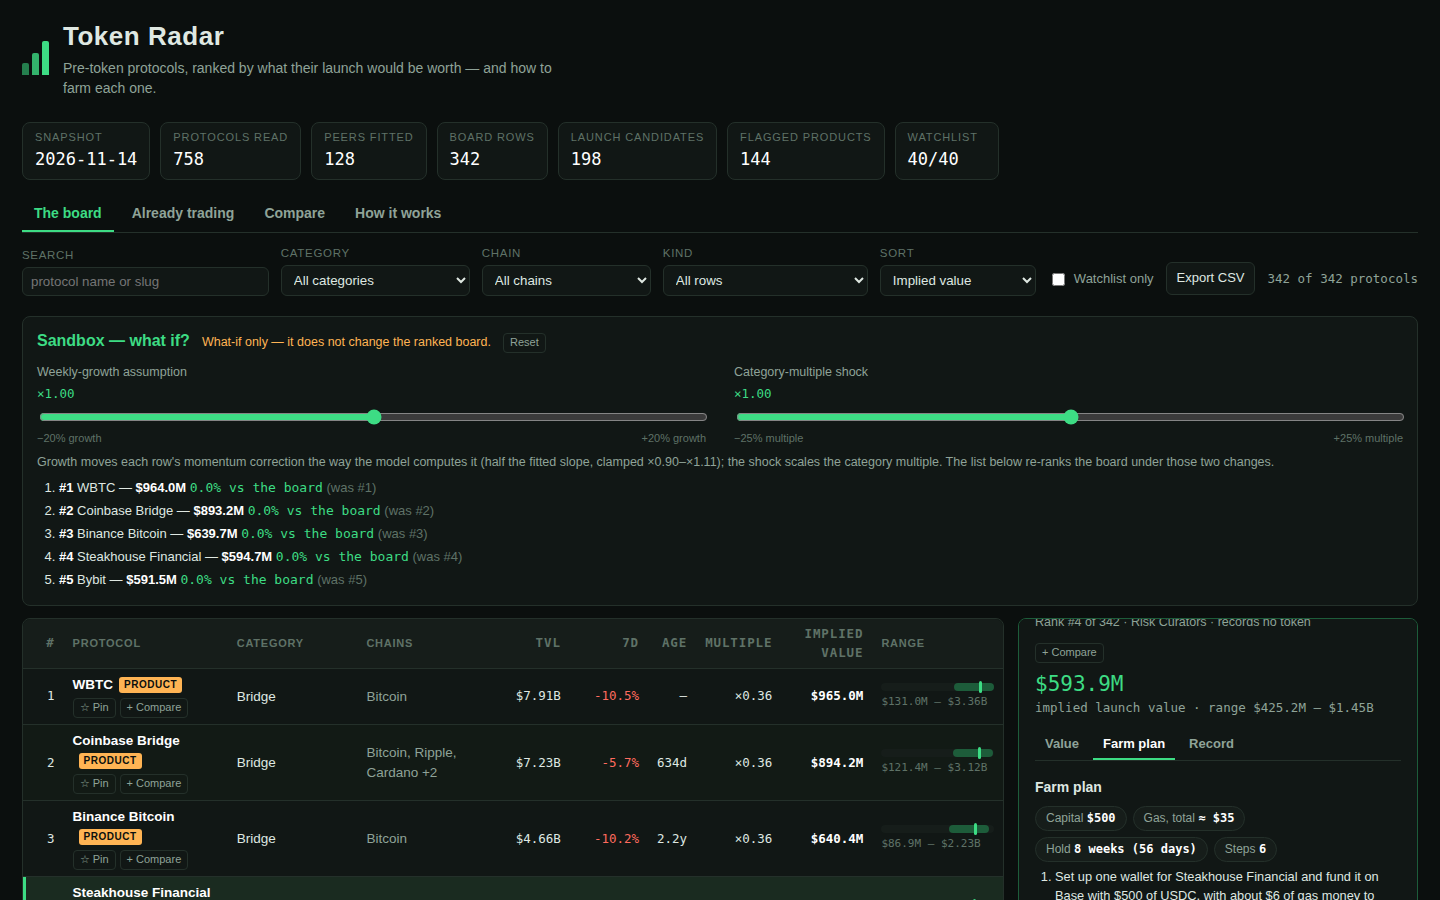 Token Radar
Pre-token protocols, ranked by what their launch would be worth — and how to
farm each one.
SNAPSHOT
2026-11-14
PROTOCOLS READ
758
PEERS FITTED
128
BOARD ROWS
342
LAUNCH CANDIDATES
198
FLAGGED PRODUCTS
144
WATCHLIST
40/40
The board
Already trading
Compare
How it works
SEARCH
protocol name or slug
CATEGORY
All categories
CHAIN
All chains
KIND
All rows
SORT
Implied value
Watchlist only
Export CSV
342 of 342 protocols
Sandbox — what if? What-if only — it does not change the ranked board. Reset
Weekly-growth assumption
×1.00
−20% growth +20% growth
Category-multiple shock
×1.00
−25% multiple +25% multiple
Growth moves each row's momentum correction the way the model computes it (half the fitted slope, clamped ×0.90–×1.11); the shock scales the category multiple. The list below re-ranks the board under those two changes.
1. #1 WBTC — $964.0M 0.0% vs the board (was #1)
2. #2 Coinbase Bridge — $893.2M 0.0% vs the board (was #2)
3. #3 Binance Bitcoin — $639.7M 0.0% vs the board (was #3)
4. #4 Steakhouse Financial — $594.7M 0.0% vs the board (was #4)
5. #5 Bybit — $591.5M 0.0% vs the board (was #5)
# PROTOCOL CATEGORY CHAINS TVL 7D AGE MULTIPLE IMPLIED VALUE RANGE
1 WBTC PRODUCT Bridge Bitcoin $7.91B -10.5% — ×0.36 $965.0M
☆ Pin + Compare $131.0M — $3.36B
2 Coinbase Bridge PRODUCT Bridge Bitcoin, Ripple, Cardano +2 $7.23B -5.7% 634d ×0.36 $894.2M
☆ Pin + Compare $121.4M — $3.12B
3 Binance Bitcoin PRODUCT Bridge Bitcoin $4.66B -10.2% 2.2y ×0.36 $640.4M
☆ Pin + Compare $86.9M — $2.23B
Steakhouse Financial
Rank #4 of 342 · Risk Curators · records no token
+ Compare
$593.9M
implied launch value · range $425.2M — $1.45B
Value Farm plan Record
Farm plan
Capital $500 Gas, total ≈ $35
Hold 8 weeks (56 days) Steps 6
1. Set up one wallet for Steakhouse Financial and fund it on
Base with $500 of USDC, with about $6 of gas money to